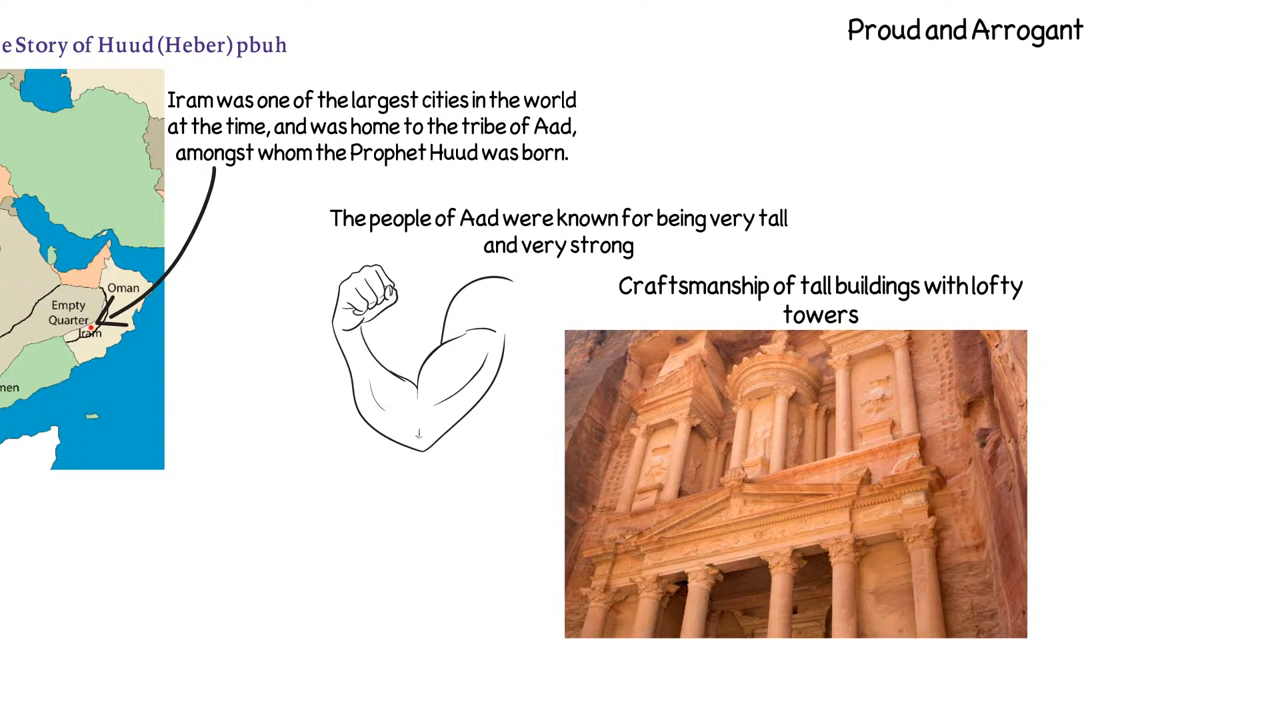 e Story of Huud (Heber) pbuh
Proud and Arrogant
Iram was one of the largest cities in the world
at the time, and was home to the tribe of Aad,
amongst whom the Prophet Huud was born.
The people of Aad were known for being very tall
and very strong
Craftsmanship of tall buildings with lofty
towers
Oman
Empty
Quarter
Iram
men